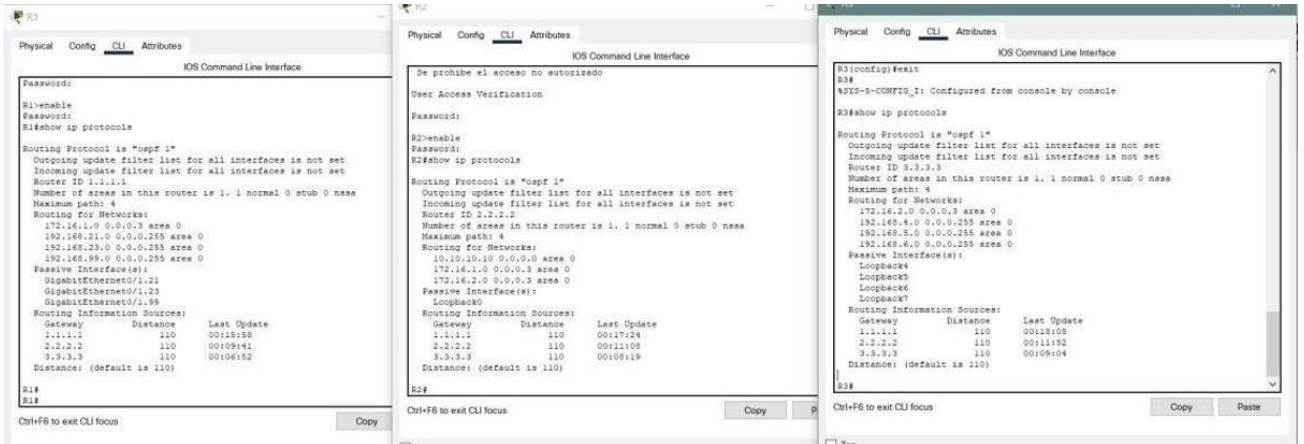 R1
Physical Config CLI Attributes
IOS Command Line Interface
Password:
R1>enable
Password:
R1#show ip protocols
Routing Protocol is "ospf 1"
Outgoing update filter list for all interfaces is not set
Incoming update filter list for all interfaces is not set
Router ID 1.1.1.1
Number of areas in this router is 1. 1 normal 0 stub 0 nssa
Maximum path: 4
Routing for Networks:
172.16.1.0 0.0.0.3 area 0
192.168.21.0 0.0.0.255 area 0
192.168.23.0 0.0.0.255 area 0
192.168.99.0 0.0.0.255 area 0
Passive Interface(s):
GigabitEthernet0/1.21
GigabitEthernet0/1.23
GigabitEthernet0/1.99
Routing Information Sources:
Gateway Distance Last Update
1.1.1.1 110 00:15:58
2.2.2.2 110 00:09:41
3.3.3.3 110 00:06:52
Distance: (default is 110)
R1#
R1#
Ctrl+F6 to exit CLI focus
Copy
R2
Physical Config CLI Attributes
IOS Command Line Interface
Se prohibe el acceso no autorizado
User Access Verification
Password:
R2>enable
Password:
R2#show ip protocols
Routing Protocol is "ospf 1"
Outgoing update filter list for all interfaces is not set
Incoming update filter list for all interfaces is not set
Router ID 2.2.2.2
Number of areas in this router is 1. 1 normal 0 stub 0 nssa
Maximum path: 4
Routing for Networks:
10.10.10.10 0.0.0.0 area 0
172.16.1.0 0.0.0.3 area 0
172.16.2.0 0.0.0.3 area 0
Passive Interface(s):
Loopback0
Routing Information Sources:
Gateway Distance Last Update
1.1.1.1 110 00:17:24
2.2.2.2 110 00:11:08
3.3.3.3 110 00:08:19
Distance: (default is 110)
R2#
Ctrl+F6 to exit CLI focus
Copy
Physical Config CLI Attributes
IOS Command Line Interface
R3(config)#exit
R3#
%SYS-5-CONFIG_I: Configured from console by console
R3#show ip protocols
Routing Protocol is "ospf 1"
Outgoing update filter list for all interfaces is not set
Incoming update filter list for all interfaces is not set
Router ID 3.3.3.3
Number of areas in this router is 1. 1 normal 0 stub 0 nssa
Maximum path: 4
Routing for Networks:
172.16.2.0 0.0.0.3 area 0
192.168.4.0 0.0.0.255 area 0
192.168.5.0 0.0.0.255 area 0
192.168.6.0 0.0.0.255 area 0
Passive Interface(s):
Loopback4
Loopback5
Loopback6
Loopback7
Routing Information Sources:
Gateway Distance Last Update
1.1.1.1 110 00:18:08
2.2.2.2 110 00:11:52
3.3.3.3 110 00:09:04
Distance: (default is 110)
R3#
Ctrl+F6 to exit CLI focus
Copy Paste